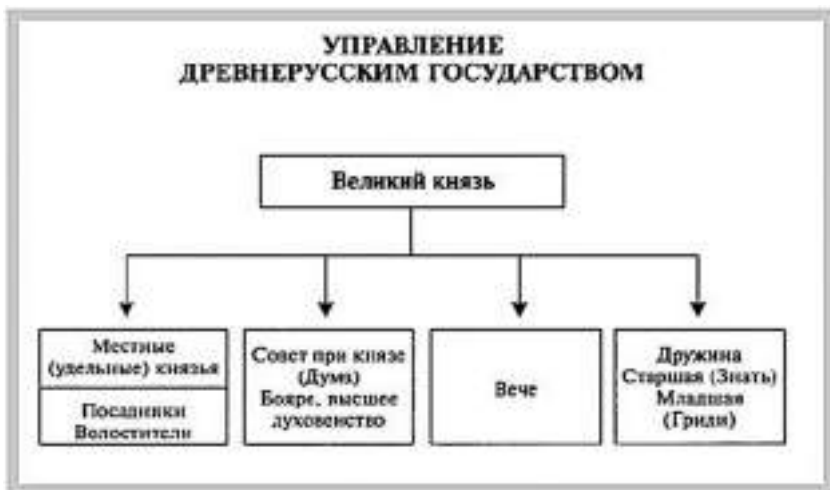 УПРАВЛЕНИЕ
ДРЕВНЕРУССКИМ ГОСУДАРСТВОМ
Великий князь
Местные
(удельные) князья
Посадники
Волостители
Совет при князе
(Дума)
Бояре, высшее
духовенство
Вече
Дружина
Старшая (Знать)
Младшая
(Гриди)